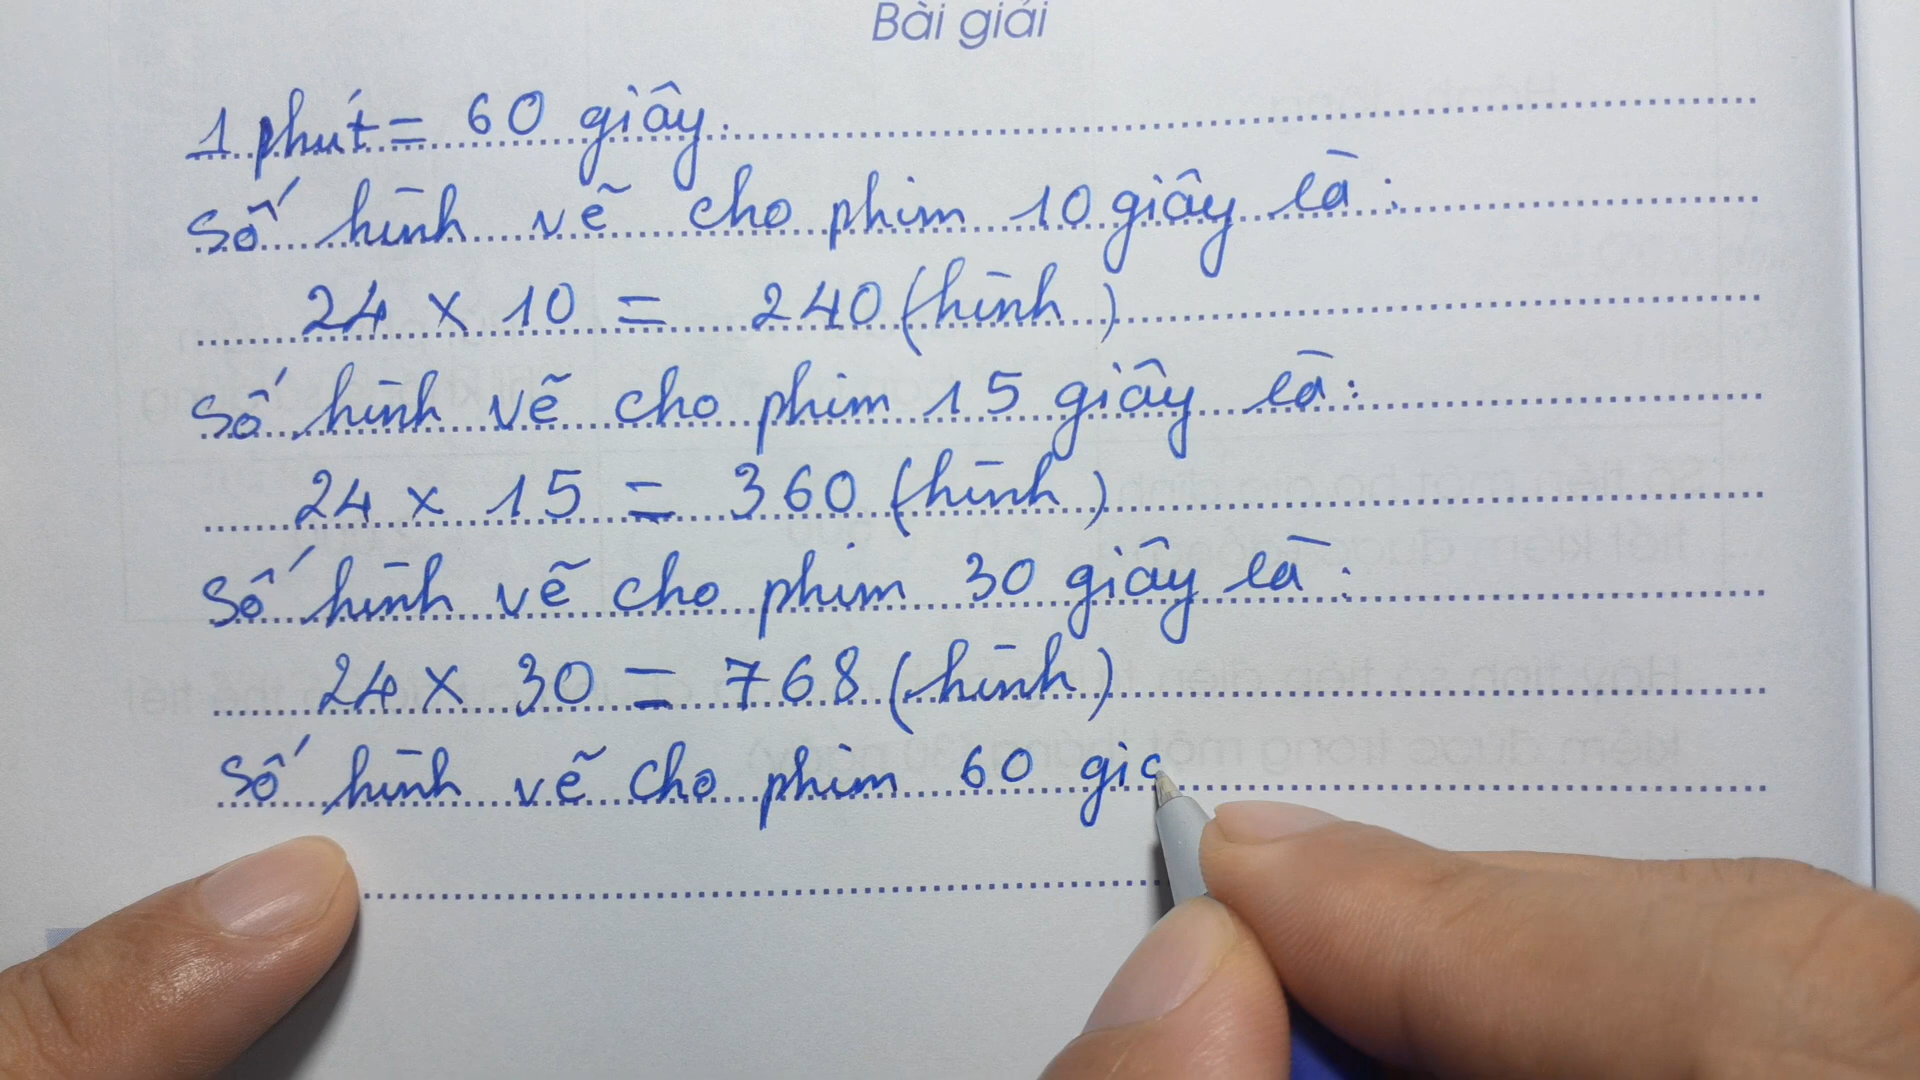 Bài giải
1 phút = 60 giây.
Số hình vẽ cho phim 10 giây là:
24 x 10 = 240 (hình)
Số hình vẽ cho phim 15 giây là:
24 x 15 = 360 (hình)
Số hình vẽ cho phim 30 giây là:
24 x 30 = 768 (hình)
Số hình vẽ cho phim 60 gia